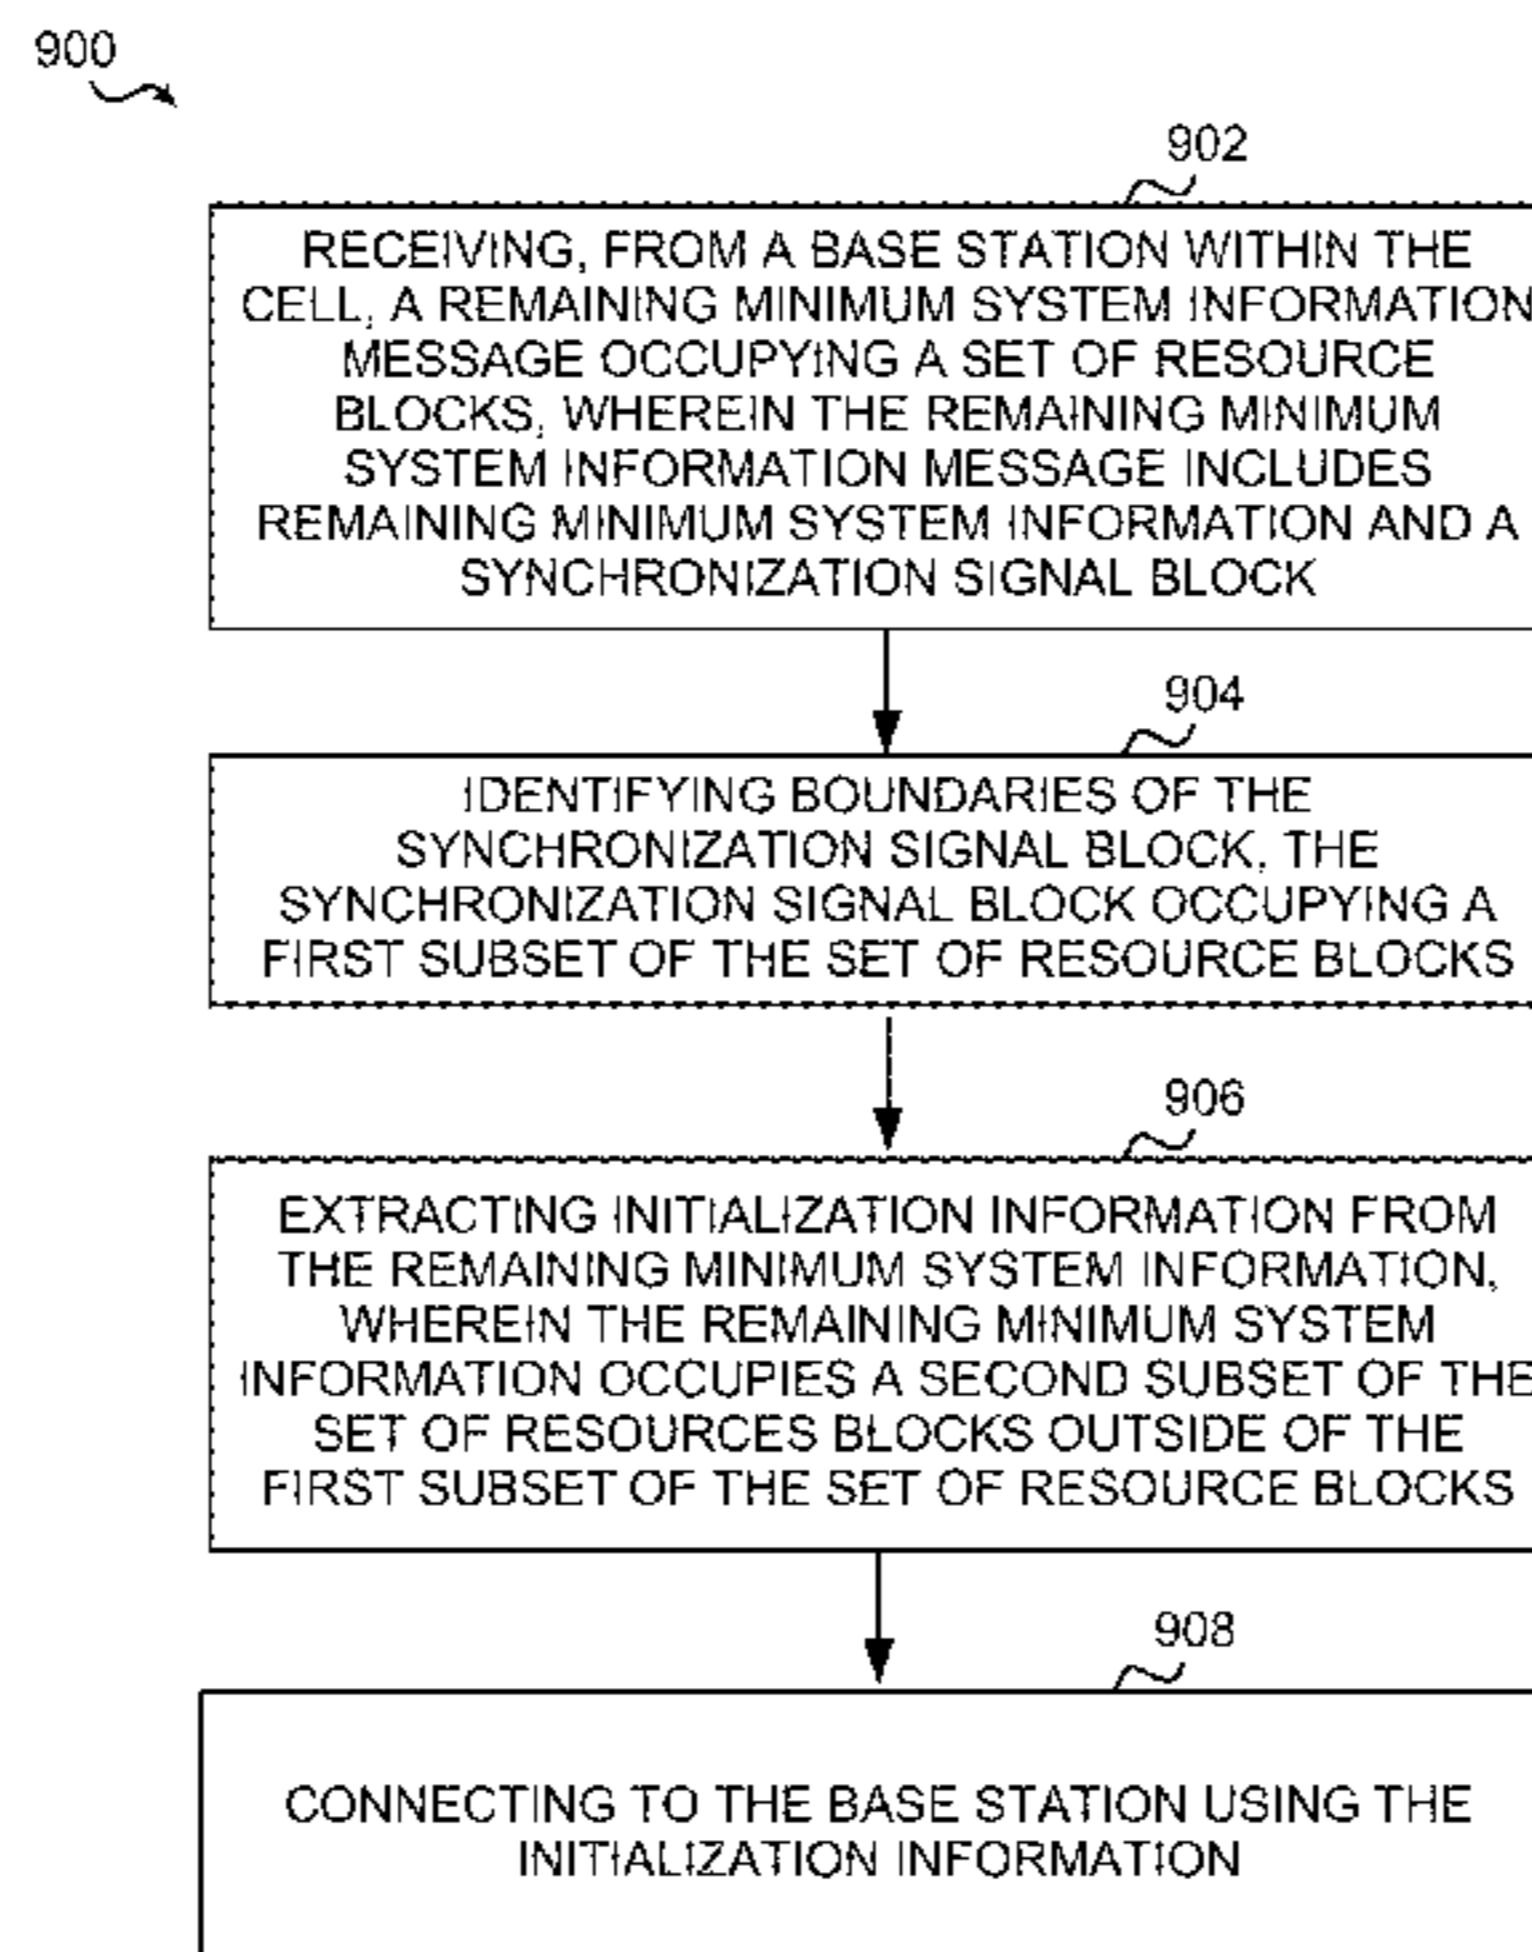 900
902
RECEIVING, FROM A BASE STATION WITHIN THE
CELL, A REMAINING MINIMUM SYSTEM INFORMATION
MESSAGE OCCUPYING A SET OF RESOURCE
BLOCKS, WHEREIN THE REMAINING MINIMUM
SYSTEM INFORMATION MESSAGE INCLUDES
REMAINING MINIMUM SYSTEM INFORMATION AND A
SYNCHRONIZATION SIGNAL BLOCK
904
IDENTIFYING BOUNDARIES OF THE
SYNCHRONIZATION SIGNAL BLOCK, THE
SYNCHRONIZATION SIGNAL BLOCK OCCUPYING A
FIRST SUBSET OF THE SET OF RESOURCE BLOCKS
906
EXTRACTING INITIALIZATION INFORMATION FROM
THE REMAINING MINIMUM SYSTEM INFORMATION,
WHEREIN THE REMAINING MINIMUM SYSTEM
INFORMATION OCCUPIES A SECOND SUBSET OF THE
SET OF RESOURCES BLOCKS OUTSIDE OF THE
FIRST SUBSET OF THE SET OF RESOURCE BLOCKS
908
CONNECTING TO THE BASE STATION USING THE
INITIALIZATION INFORMATION